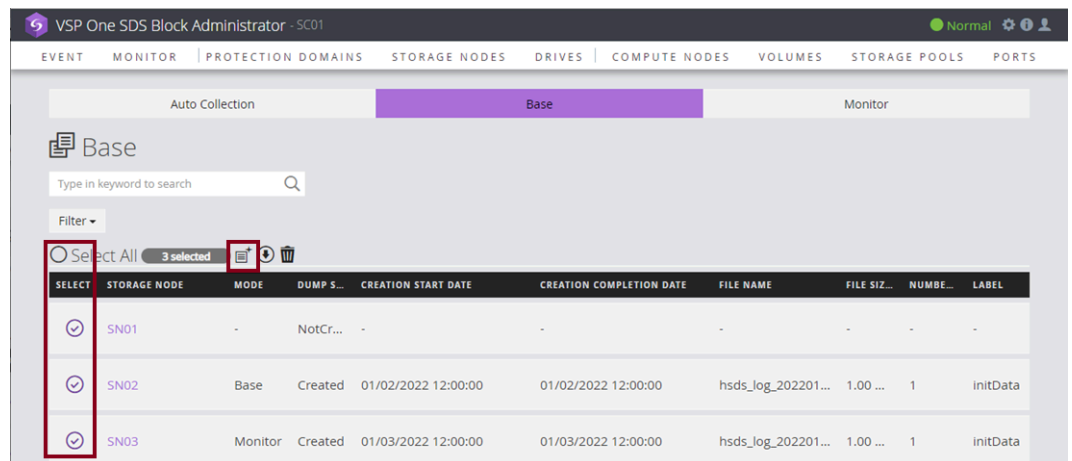 VSP One SDS Block Administrator - SC01 Normal
EVENT MONITOR PROTECTION DOMAINS STORAGE NODES DRIVES COMPUTE NODES VOLUMES STORAGE POOLS PORTS
Auto Collection Base Monitor
Base
Type in keyword to search
Filter
Select All 3 selected
SELECT STORAGE NODE MODE DUMP S... CREATION START DATE CREATION COMPLETION DATE FILE NAME FILE SIZ... NUMBE... LABEL
SN01 - NotCr... - - - - - -
SN02 Base Created 01/02/2022 12:00:00 01/02/2022 12:00:00 hsds_log_202201... 1.00 ... 1 initData
SN03 Monitor Created 01/03/2022 12:00:00 01/03/2022 12:00:00 hsds_log_202201... 1.00 ... 1 initData